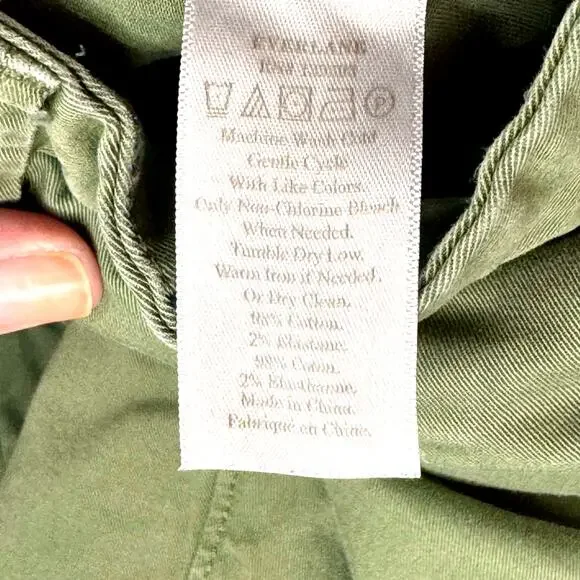 EVERLANE
Machine Wash Cold
Gentle Cycle
With Like Colors.
Only Non-Chlorine Bleach
When Needed.
Tumble Dry Low.
Warm Iron if Needed.
Or Dry Clean.
98% Cotton.
2% Elastane.
98% Coton.
2% Élasthanne.
Made in China.
Fabriqué en Chine.